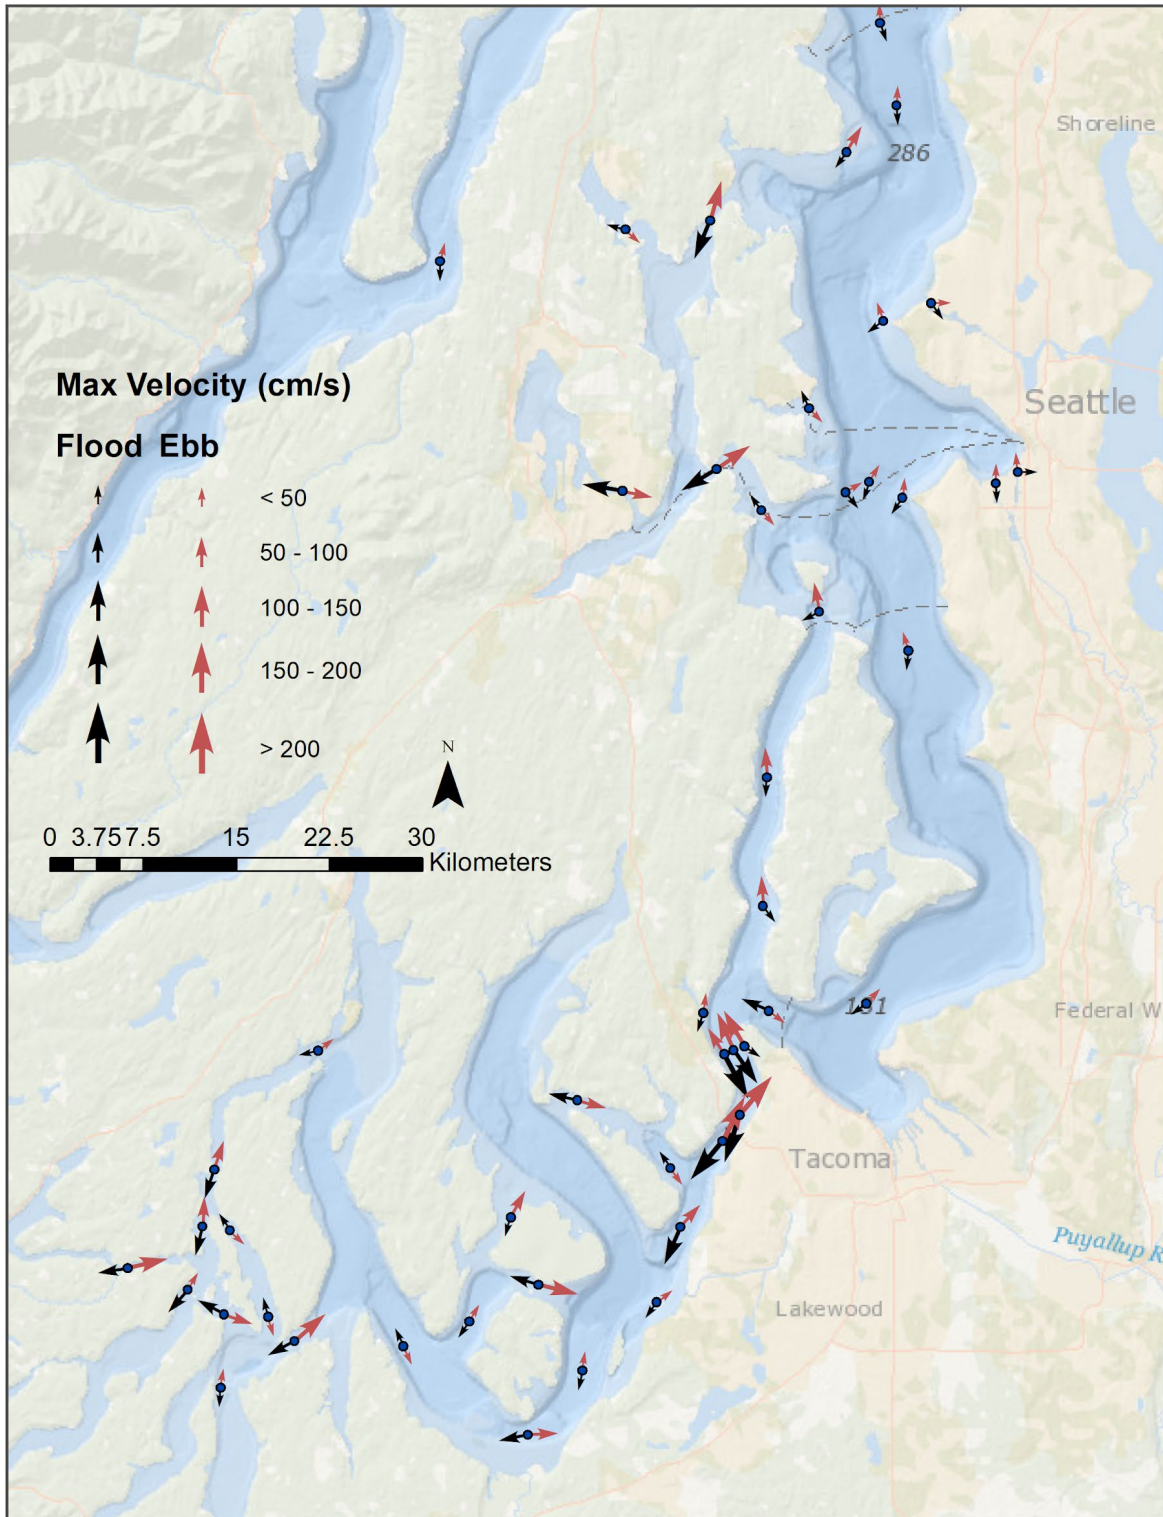 Shoreline
286
Max Velocity (cm/s)
Seattle
Flood Ebb
< 50
50 - 100
100 - 150
150 - 200
> 200
N
0 3.75 7.5 15 22.5 30
Kilometers
Federal W
Tacoma
Puyallup R
Lakewood